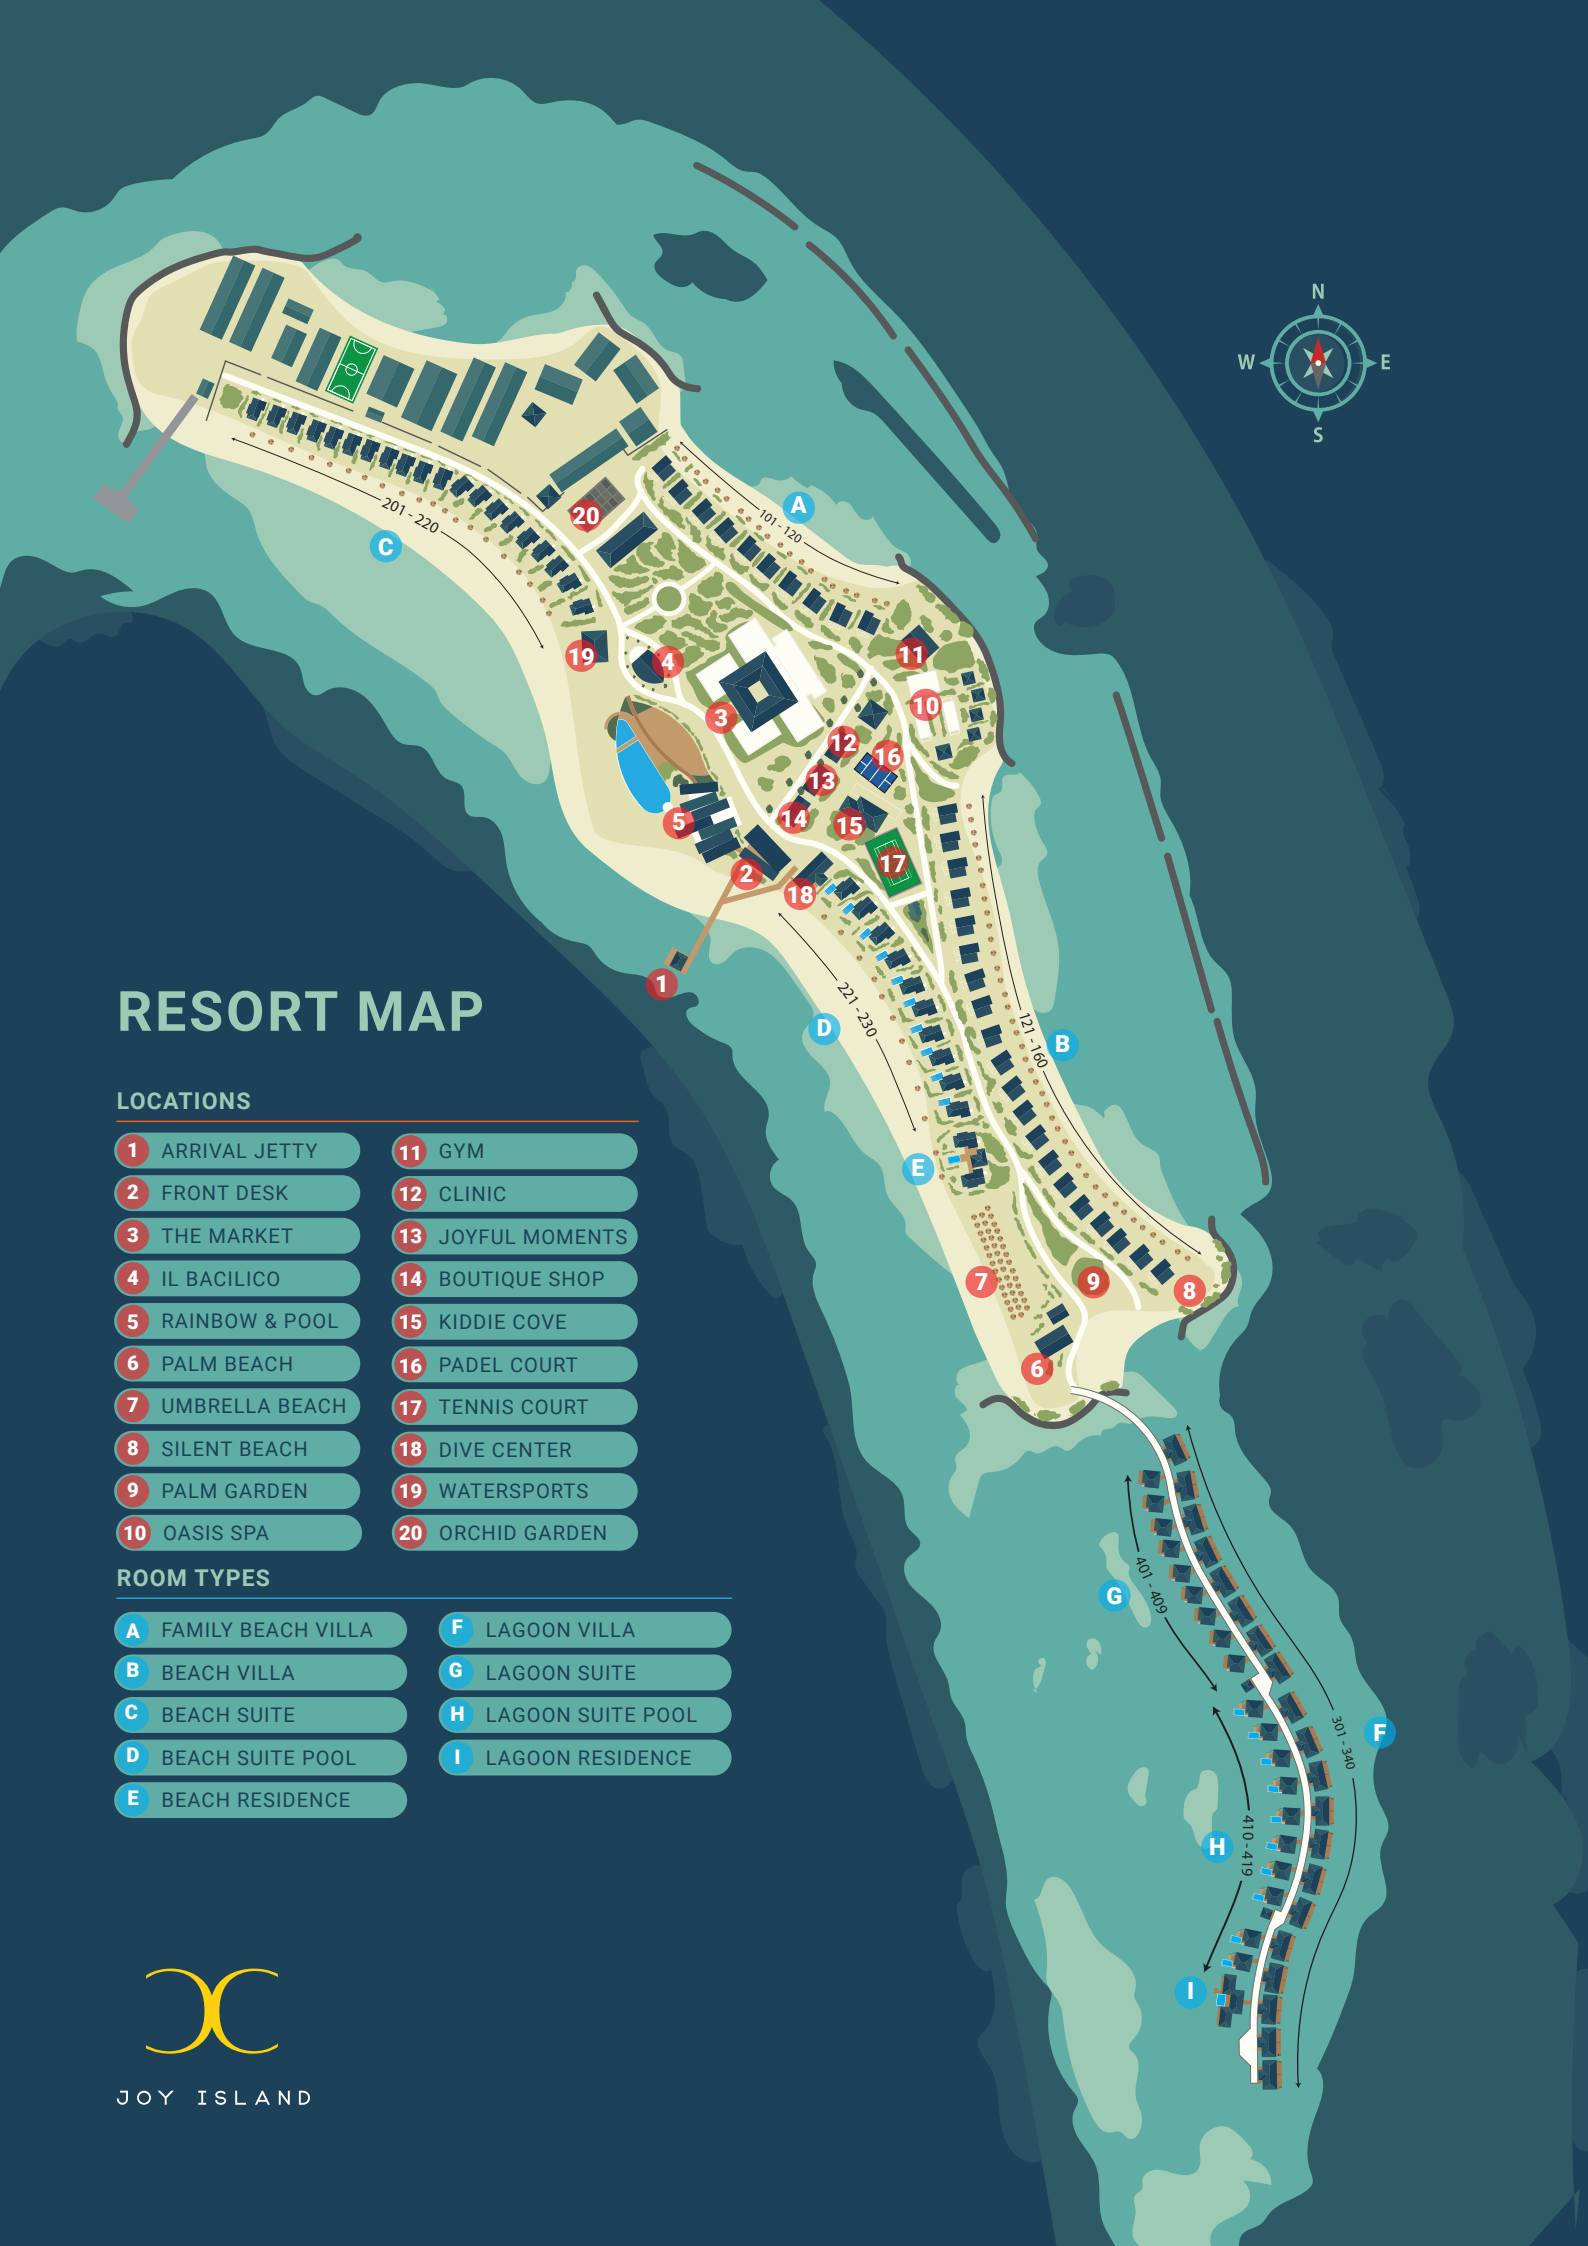 N
W
E
S
A
101 - 120
201 - 220
C
20
19
4
11
10
3
12
16
13
14
15
5
17
2
18
1
221 - 230
D
121 - 160
B
E
7
9
8
6
401 - 409
G
301 - 340
F
410 - 419
H
I
RESORT MAP
LOCATIONS
1 ARRIVAL JETTY
2 FRONT DESK
3 THE MARKET
4 IL BACILICO
5 RAINBOW & POOL
6 PALM BEACH
7 UMBRELLA BEACH
8 SILENT BEACH
9 PALM GARDEN
10 OASIS SPA
11 GYM
12 CLINIC
13 JOYFUL MOMENTS
14 BOUTIQUE SHOP
15 KIDDIE COVE
16 PADEL COURT
17 TENNIS COURT
18 DIVE CENTER
19 WATERSPORTS
20 ORCHID GARDEN
ROOM TYPES
A FAMILY BEACH VILLA
B BEACH VILLA
C BEACH SUITE
D BEACH SUITE POOL
E BEACH RESIDENCE
F LAGOON VILLA
G LAGOON SUITE
H LAGOON SUITE POOL
I LAGOON RESIDENCE
JOY ISLAND